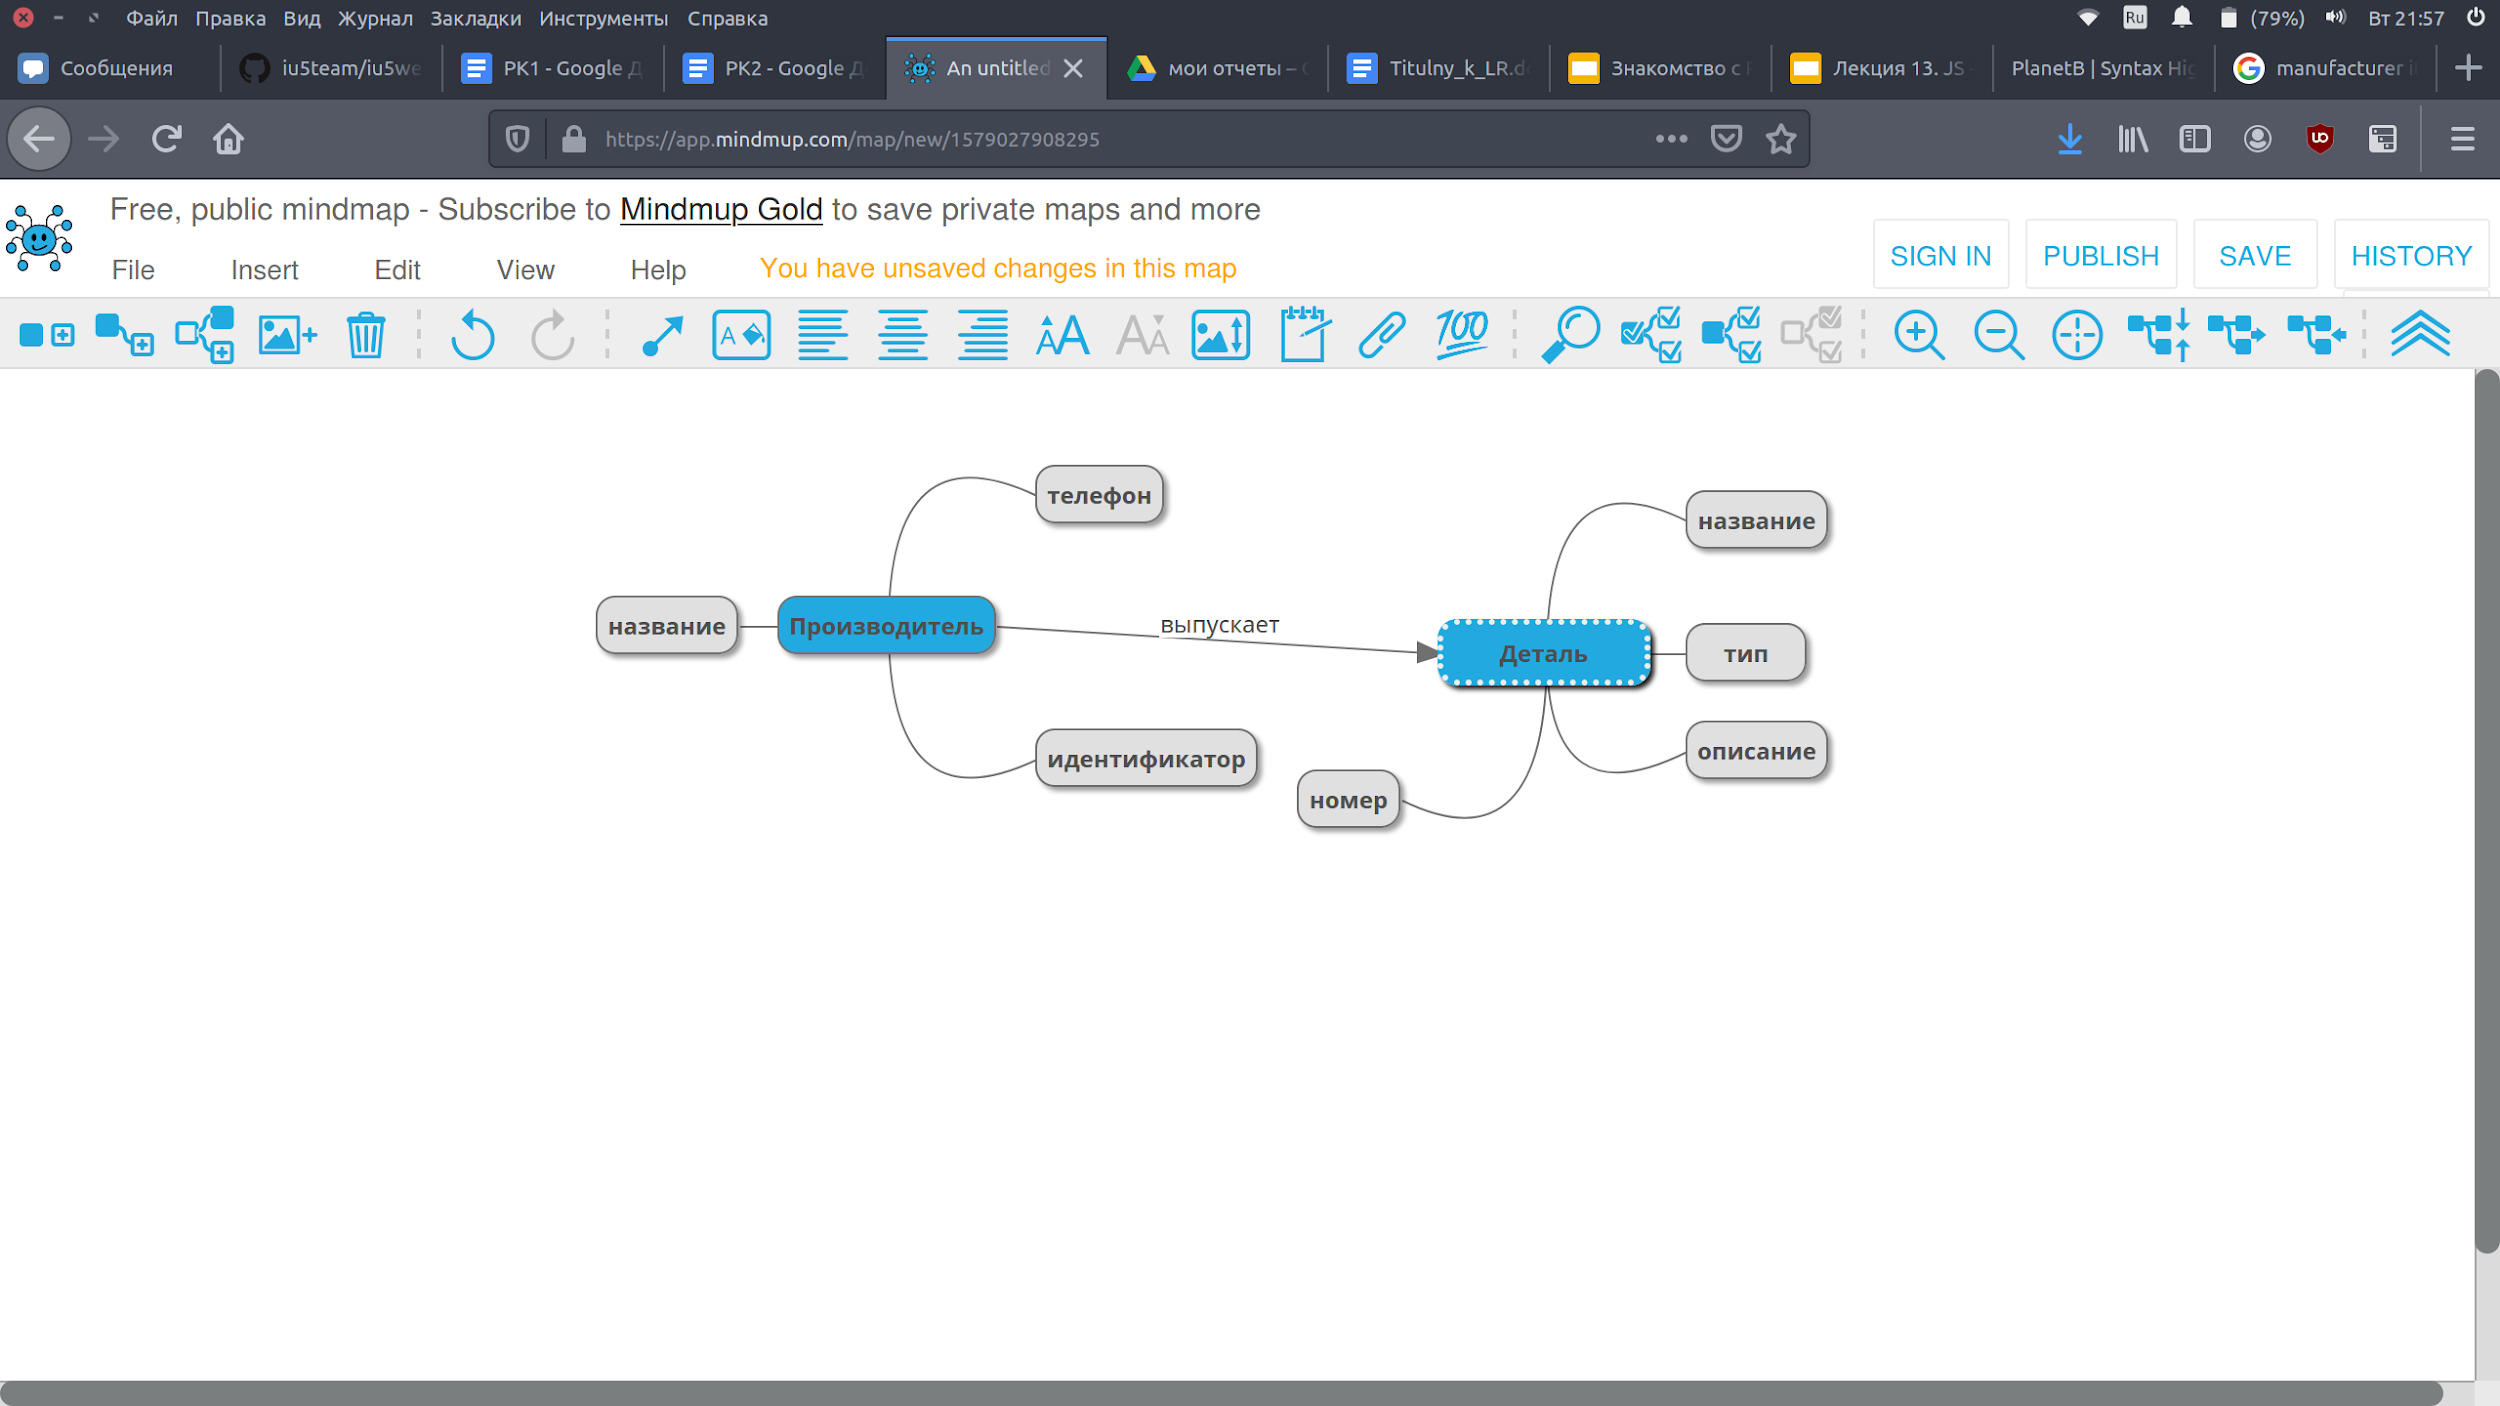 Файл Правка Вид Журнал Закладки Инструменты Справка
Ru (79%) Вт 21:57
Сообщения
iu5team/iu5we
РК1 - Google Д
РК2 - Google Д
An untitled
мои отчеты –
Titulny_k_LR.d
Знакомство с
Лекция 13. JS
PlanetB | Syntax Hig
manufacturer i
https://app.mindmup.com/map/new/1579027908295
Free, public mindmap - Subscribe to Mindmup Gold to save private maps and more
File Insert Edit View Help You have unsaved changes in this map
SIGN IN PUBLISH SAVE HISTORY
A AA AA 100
телефон
название
название
Производитель
выпускает
Деталь
тип
идентификатор
описание
номер